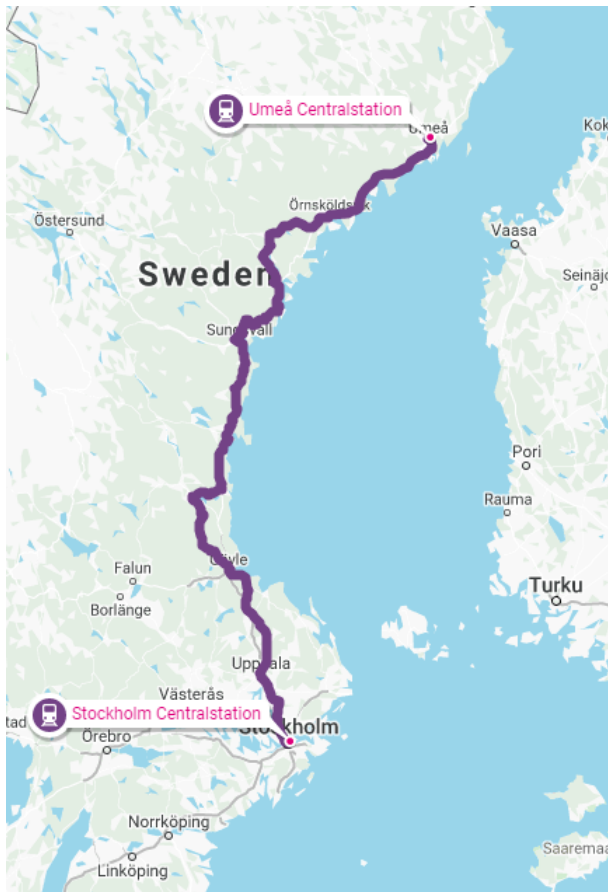 Umeå Centralstation
Umeå
Kok
Örnsköldsvik
Östersund
Vaasa
Sweden
Seinäjo
Sundsvall
Pori
Rauma
Gävle
Falun
Turku
Borlänge
Uppsala
Västerås
Stockholm Centralstation
stad
Stockholm
Örebro
Norrköping
Saaremaa
Linköping